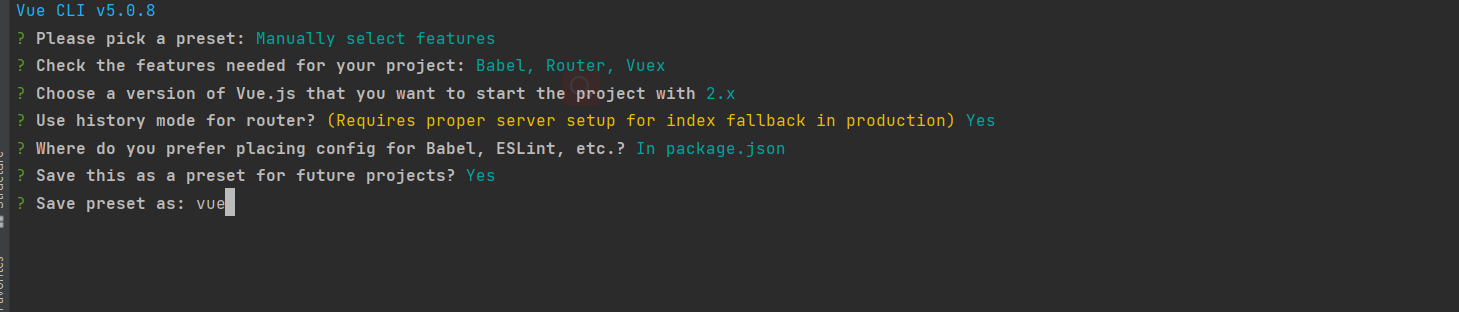 Vue CLI v5.0.8
? Please pick a preset: Manually select features
? Check the features needed for your project: Babel, Router, Vuex
? Choose a version of Vue.js that you want to start the project with 2.x
? Use history mode for router? (Requires proper server setup for index fallback in production) Yes
? Where do you prefer placing config for Babel, ESLint, etc.? In package.json
? Save this as a preset for future projects? Yes
? Save preset as: vue